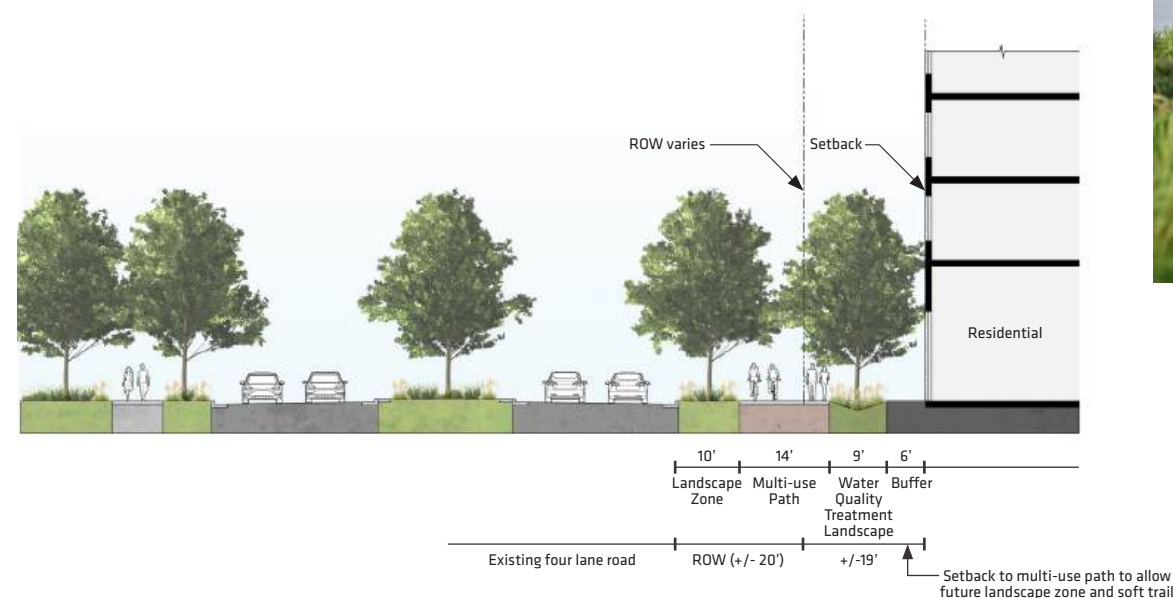 ROW varies
Setback
Residential
10’
14’
9’
6’
Landscape
Zone
Multi-use
Path
Water
Quality
Treatment
Landscape
Buffer
Existing four lane road
ROW (+/- 20’)
+/-19’
Setback to multi-use path to allow
future landscape zone and soft trail